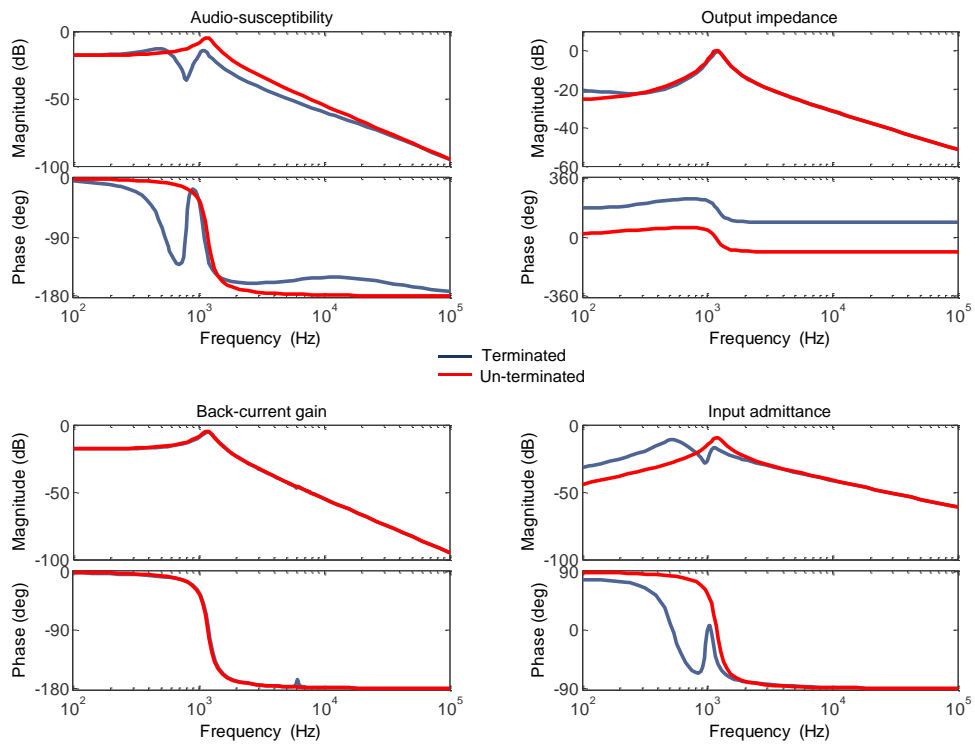 Audio-susceptibility
Magnitude (dB)
0
-50
-100
Phase (deg)
0
-90
-180
10^2 10^3 10^4 10^5
Frequency (Hz)
Output impedance
Magnitude (dB)
0
-20
-40
-60
Phase (deg)
360
0
-360
10^2 10^3 10^4 10^5
Frequency (Hz)
Terminated
Un-terminated
Back-current gain
Magnitude (dB)
0
-50
-100
Phase (deg)
0
-90
-180
10^2 10^3 10^4 10^5
Frequency (Hz)
Input admittance
Magnitude (dB)
0
-50
-100
Phase (deg)
90
0
-90
10^2 10^3 10^4 10^5
Frequency (Hz)